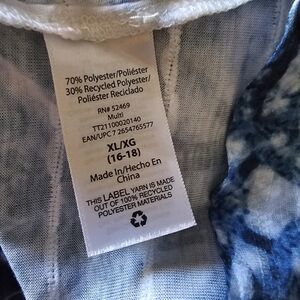 70% Polyester/Poliéster
30% Recycled Polyester/
Poliéster Reciclado
RN# 52469
Multi
TT21100020140
EAN/UPC 7 2654765577
XL/XG
(16-18)
Made In/Hecho En
China
THIS LABEL YARN IS MADE
OUT OF 100% RECYCLED
POLYESTER MATERIALS